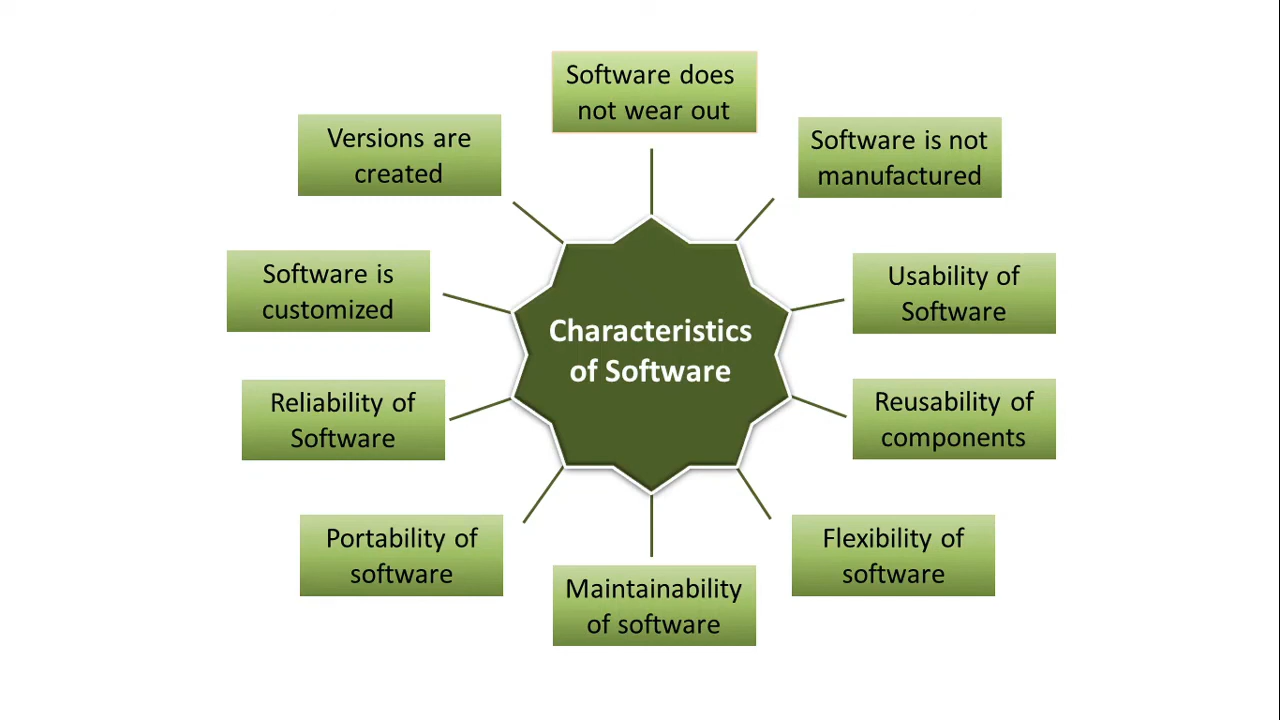 Software does
not wear out
Versions are
created
Software is not
manufactured
Software is
customized
Usability of
Software
Characteristics
of Software
Reliability of
Software
Reusability of
components
Portability of
software
Flexibility of
software
Maintainability
of software